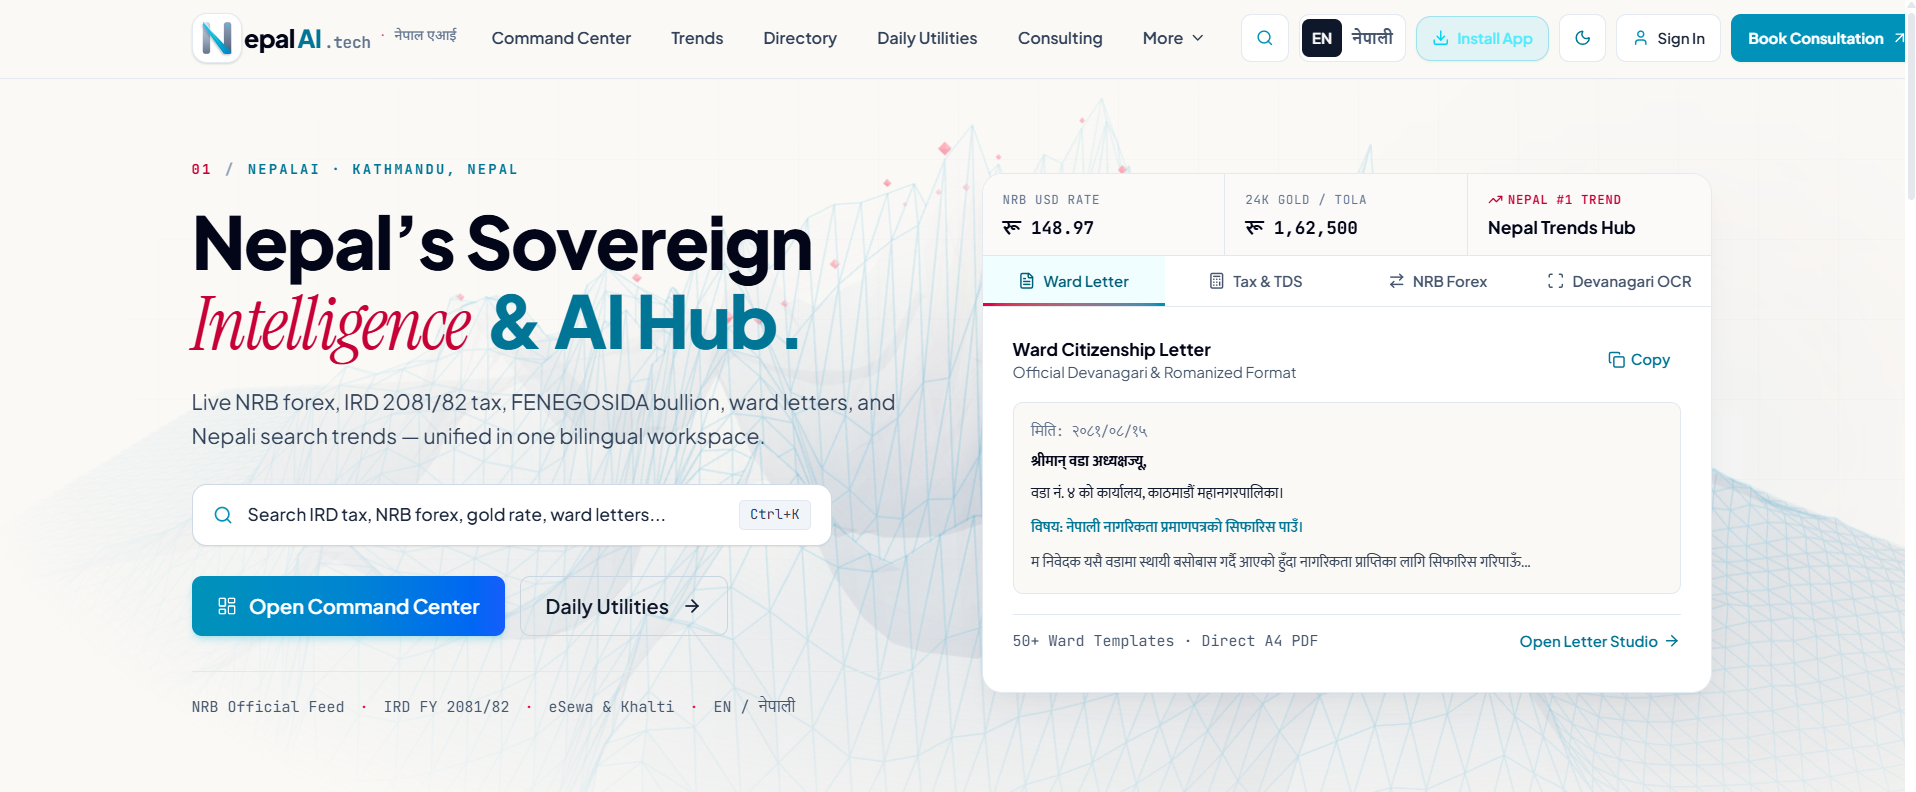 NepalAI.tech · नेपाल एआई
Command Center
Trends
Directory
Daily Utilities
Consulting
More
EN नेपाली
Install App
Sign In
Book Consultation
01 / NEPALAI · KATHMANDU, NEPAL
Nepal’s Sovereign
Intelligence & AI Hub.
Live NRB forex, IRD 2081/82 tax, FENEGOSIDA bullion, ward letters, and
Nepali search trends — unified in one bilingual workspace.
Search IRD tax, NRB forex, gold rate, ward letters...
Ctrl+K
Open Command Center
Daily Utilities
NRB Official Feed · IRD FY 2081/82 · eSewa & Khalti · EN / नेपाली
NRB USD RATE
रू 148.97
24K GOLD / TOLA
रू 1,62,500
NEPAL #1 TREND
Nepal Trends Hub
Ward Letter
Tax & TDS
NRB Forex
Devanagari OCR
Ward Citizenship Letter
Official Devanagari & Romanized Format
Copy
मिति: २०८१/०८/१५
श्रीमान् वडा अध्यक्षज्यू,
वडा नं. ४ को कार्यालय, काठमाडौं महानगरपालिका।
विषय: नेपाली नागरिकता प्रमाणपत्रको सिफारिस पाउँ।
म निवेदक यसै वडामा स्थायी बसोबास गर्दै आएको हुँदा नागरिकता प्राप्तिका लागि सिफारिस गरिपाऊँ...
50+ Ward Templates · Direct A4 PDF
Open Letter Studio